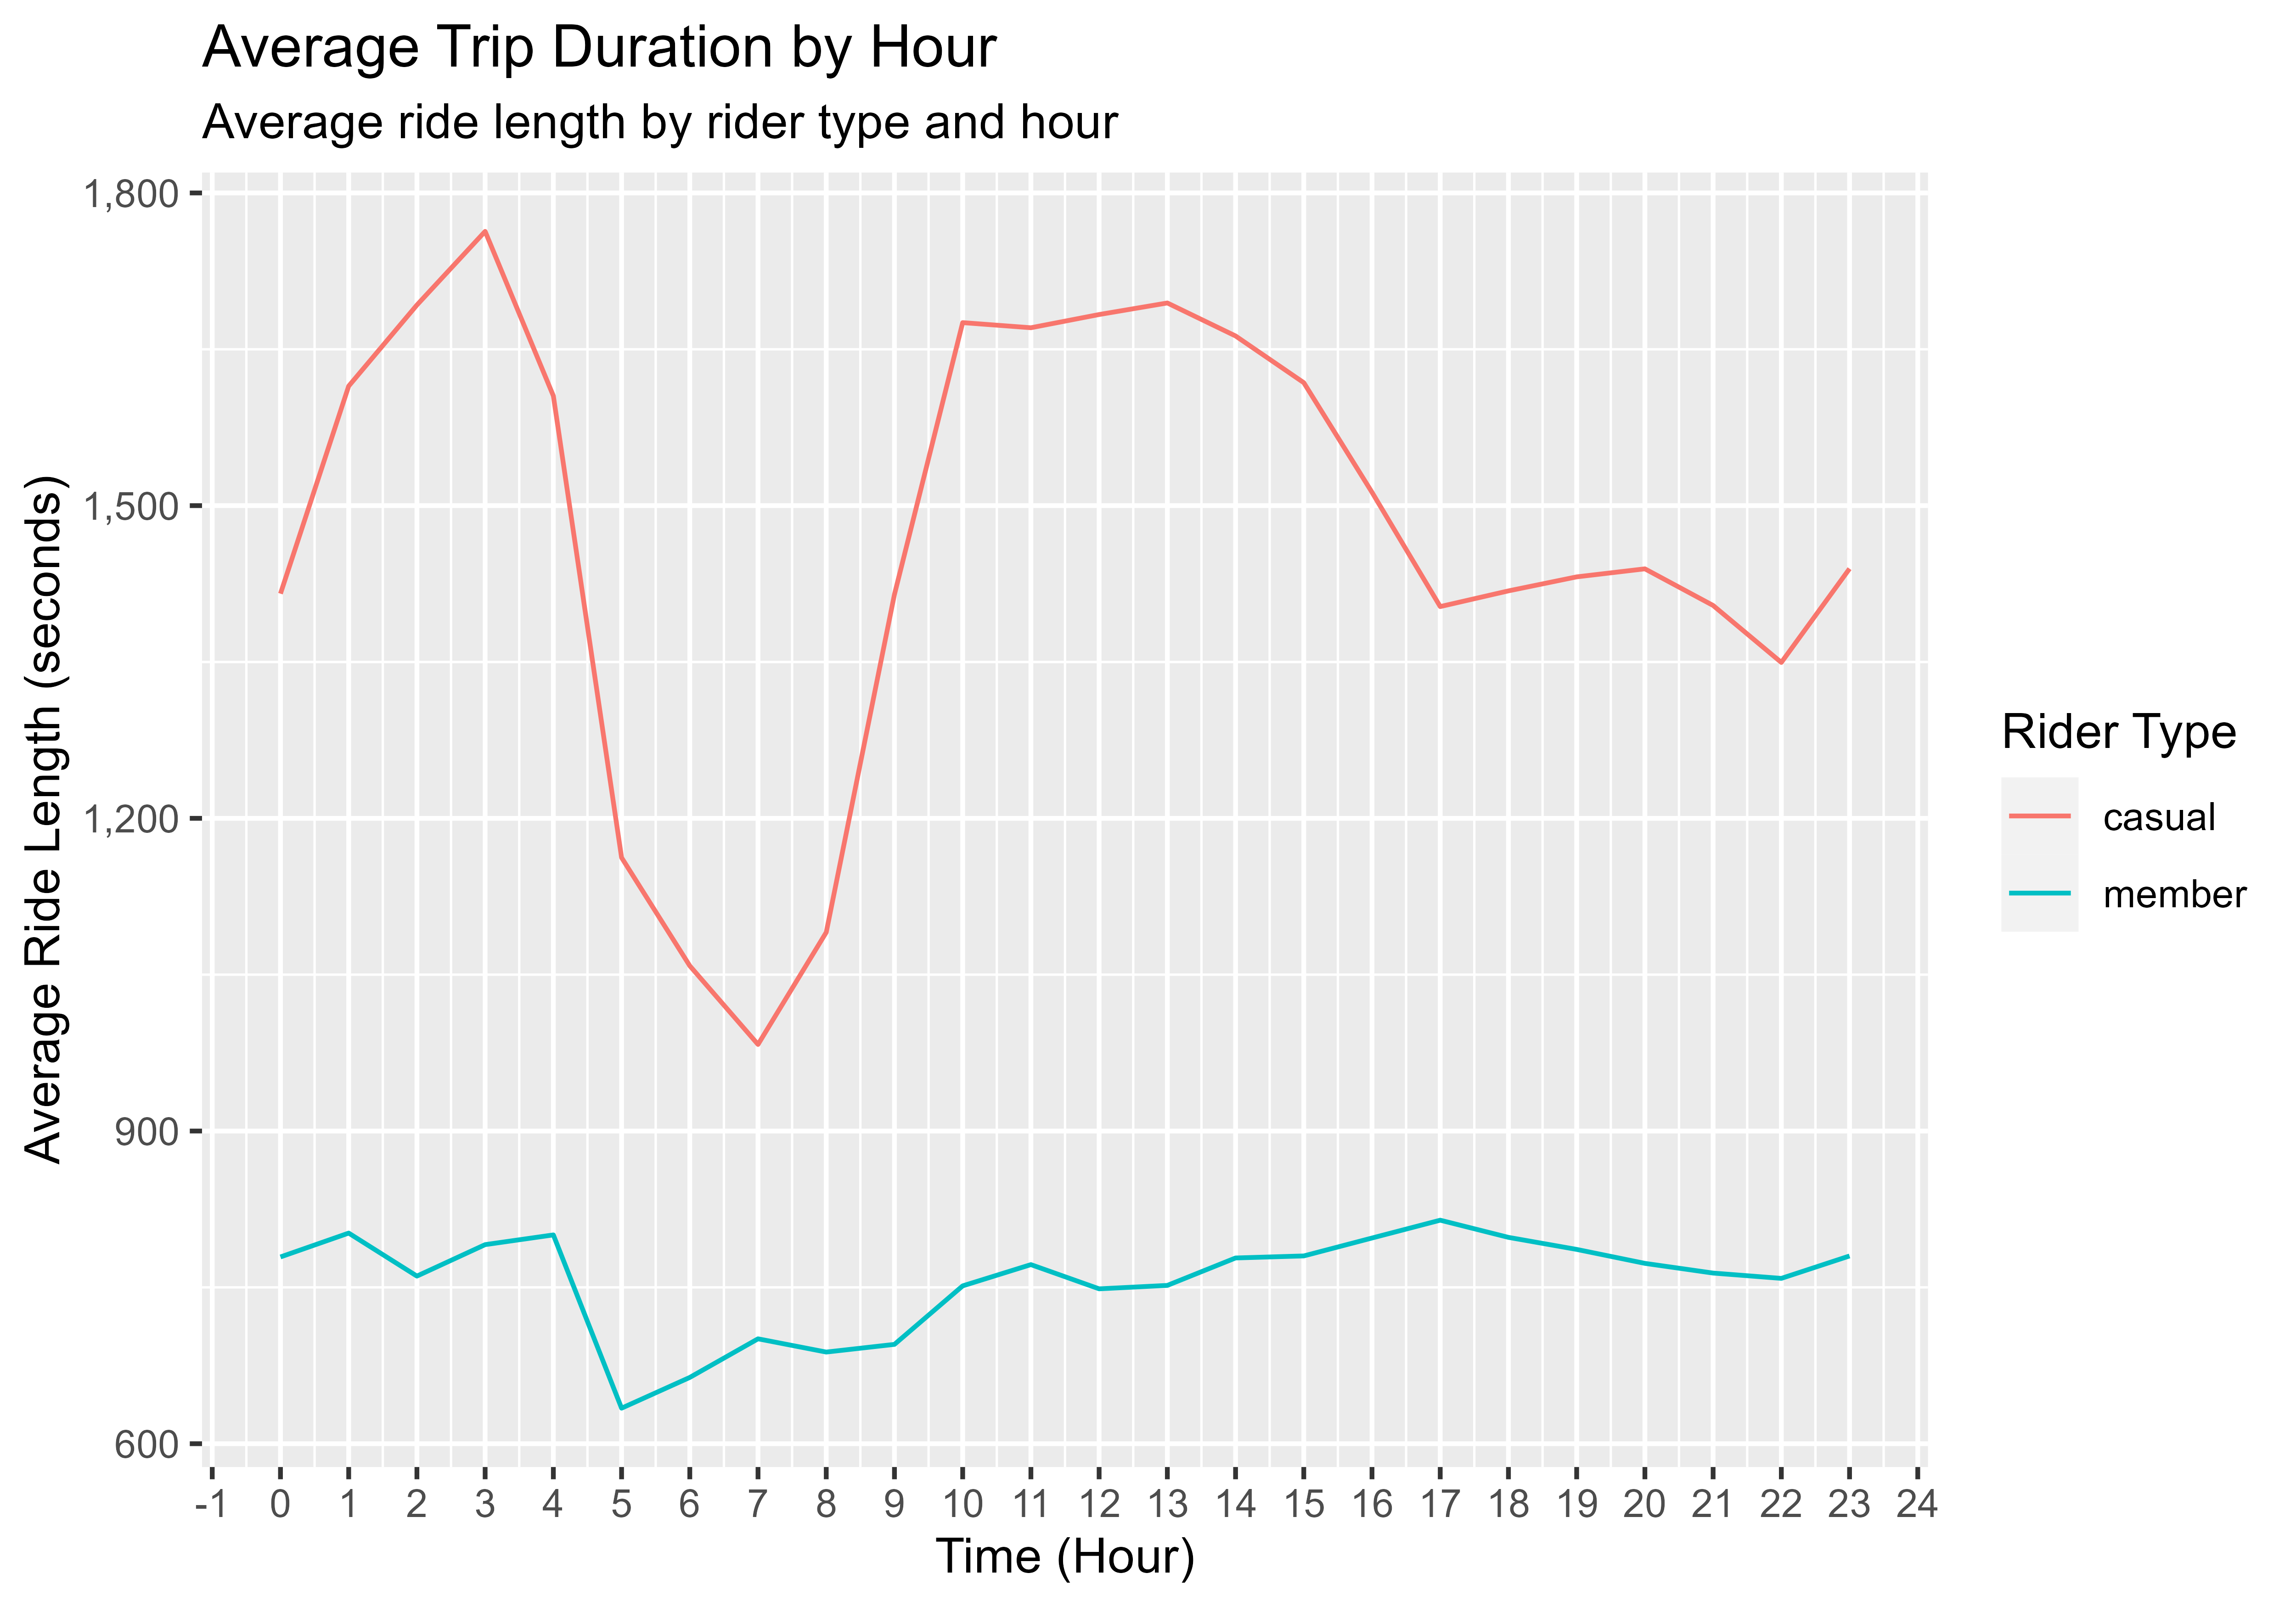 Average Trip Duration by Hour
Average ride length by rider type and hour
Average Ride Length (seconds)
1,800
1,500
1,200
900
600
-1 0 1 2 3 4 5 6 7 8 9 10 11 12 13 14 15 16 17 18 19 20 21 22 23 24
Time (Hour)
Rider Type
casual
member